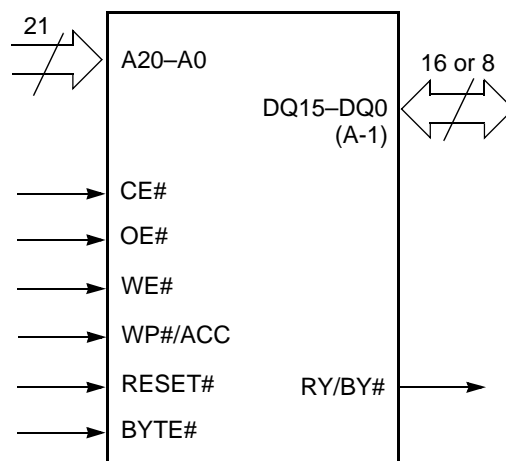 21
A20–A0
16 or 8
DQ15–DQ0
(A-1)
CE#
OE#
WE#
WP#/ACC
RESET#
RY/BY#
BYTE#